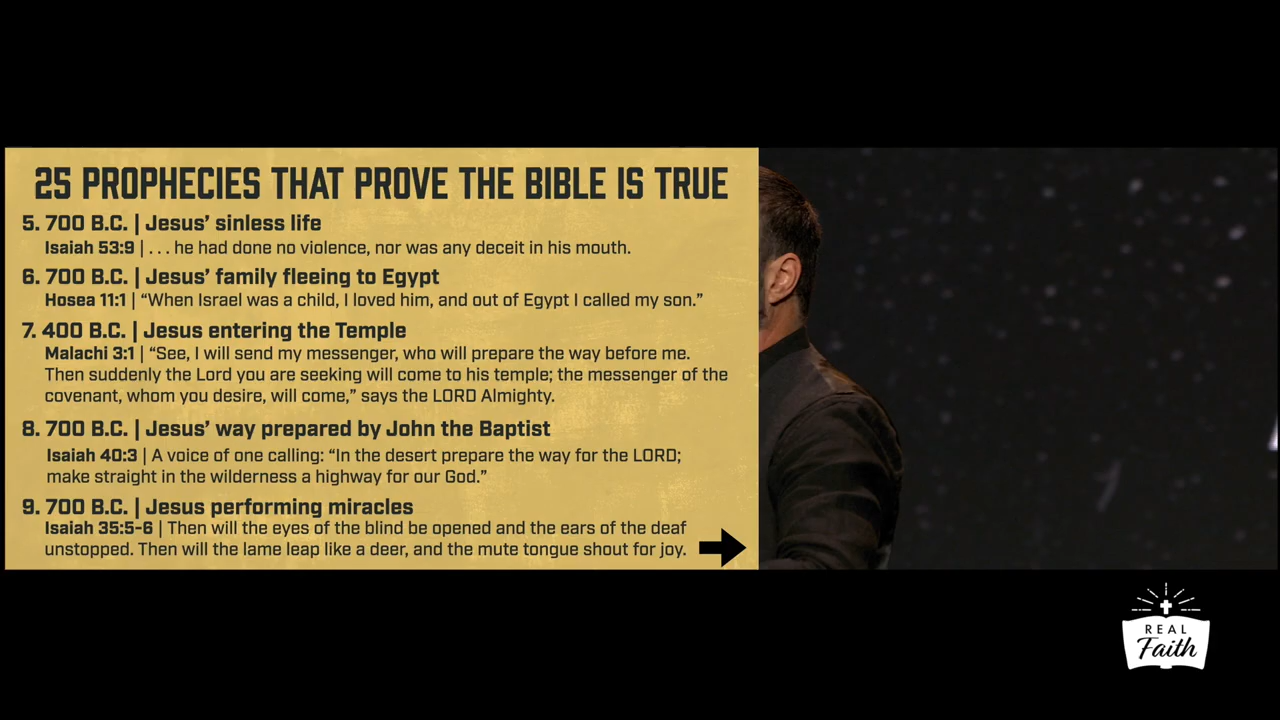 25 PROPHECIES THAT PROVE THE BIBLE IS TRUE
5. 700 B.C. | Jesus’ sinless life
Isaiah 53:9 | . . . he had done no violence, nor was any deceit in his mouth.
6. 700 B.C. | Jesus’ family fleeing to Egypt
Hosea 11:1 | “When Israel was a child, I loved him, and out of Egypt I called my son.”
7. 400 B.C. | Jesus entering the Temple
Malachi 3:1 | “See, I will send my messenger, who will prepare the way before me.
Then suddenly the Lord you are seeking will come to his temple; the messenger of the
covenant, whom you desire, will come,” says the LORD Almighty.
8. 700 B.C. | Jesus’ way prepared by John the Baptist
Isaiah 40:3 | A voice of one calling: “In the desert prepare the way for the LORD;
make straight in the wilderness a highway for our God.”
9. 700 B.C. | Jesus performing miracles
Isaiah 35:5-6 | Then will the eyes of the blind be opened and the ears of the deaf
unstopped. Then will the lame leap like a deer, and the mute tongue shout for joy.
REAL
Faith